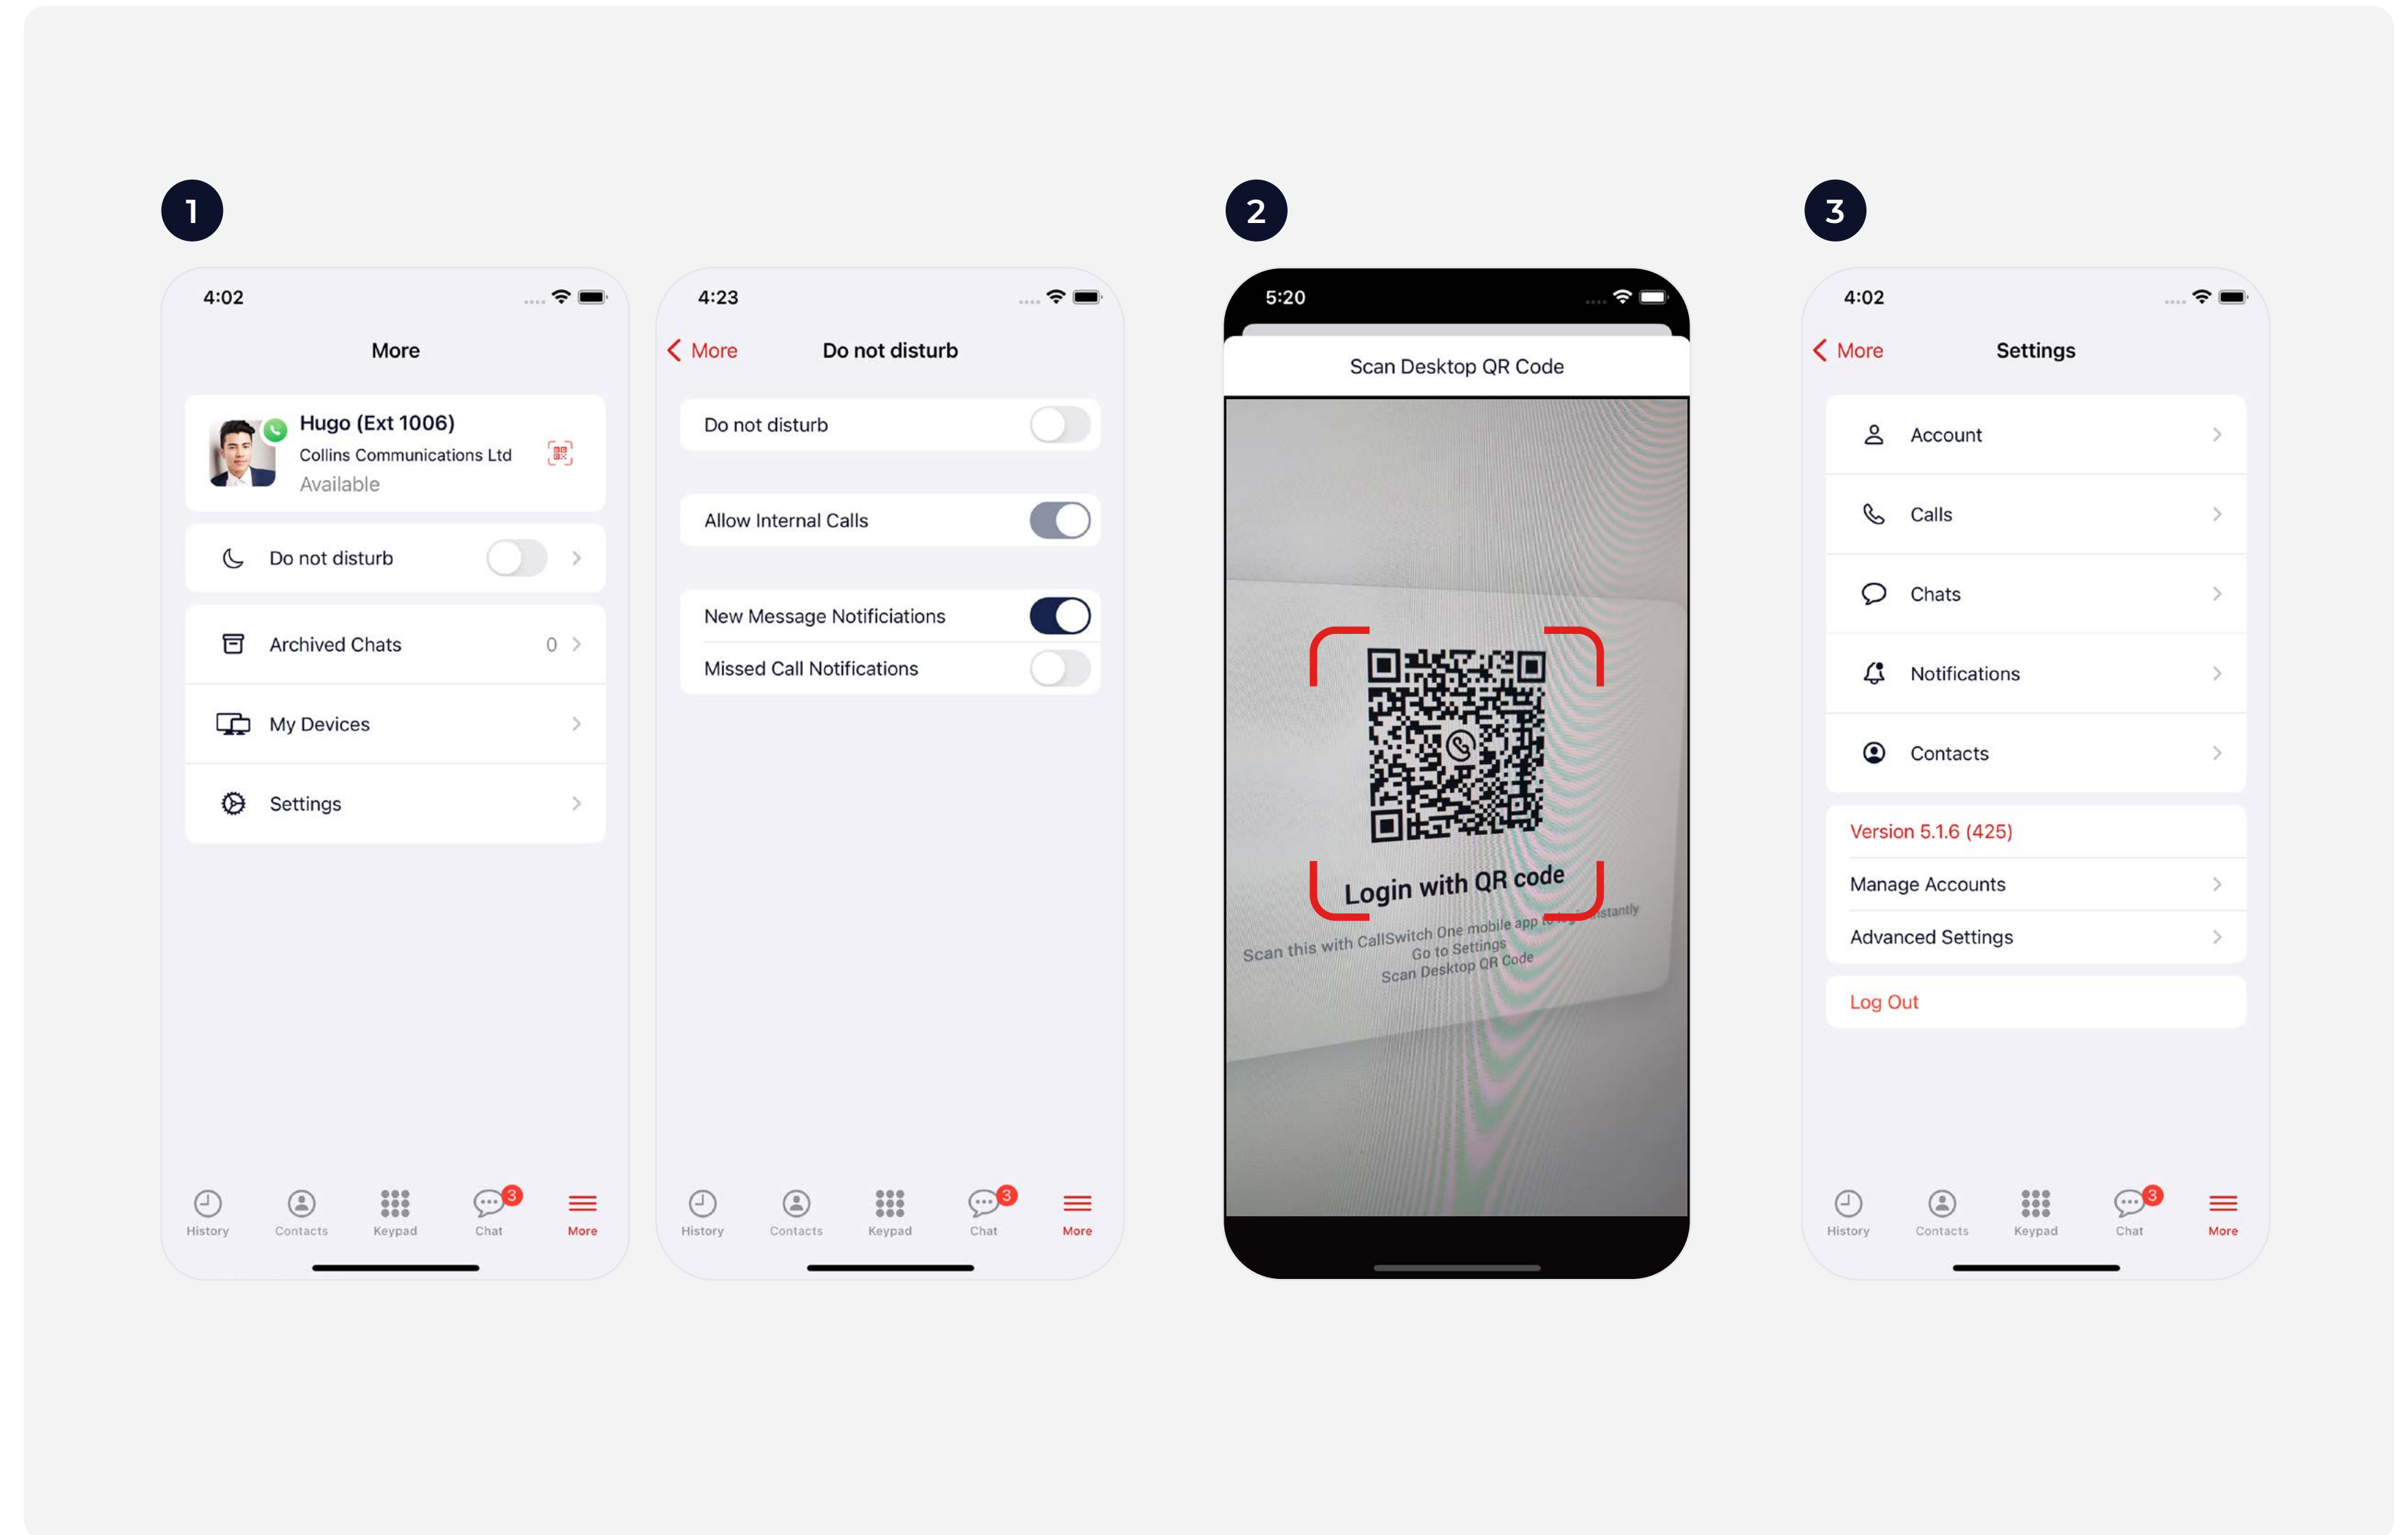 1
4:02
More
Hugo (Ext 1006)
Collins Communications Ltd
Available
Do not disturb
Archived Chats 0
My Devices
Settings
History Contacts Keypad Chat 3 More
4:23
More Do not disturb
Do not disturb
Allow Internal Calls
New Message Notificiations
Missed Call Notifications
History Contacts Keypad Chat 3 More
2
5:20
Scan Desktop QR Code
Login with QR code
Scan this with CallSwitch One mobile app to login instantly
Go to Settings
Scan Desktop QR Code
3
4:02
More Settings
Account
Calls
Chats
Notifications
Contacts
Version 5.1.6 (425)
Manage Accounts
Advanced Settings
Log Out
History Contacts Keypad Chat 3 More